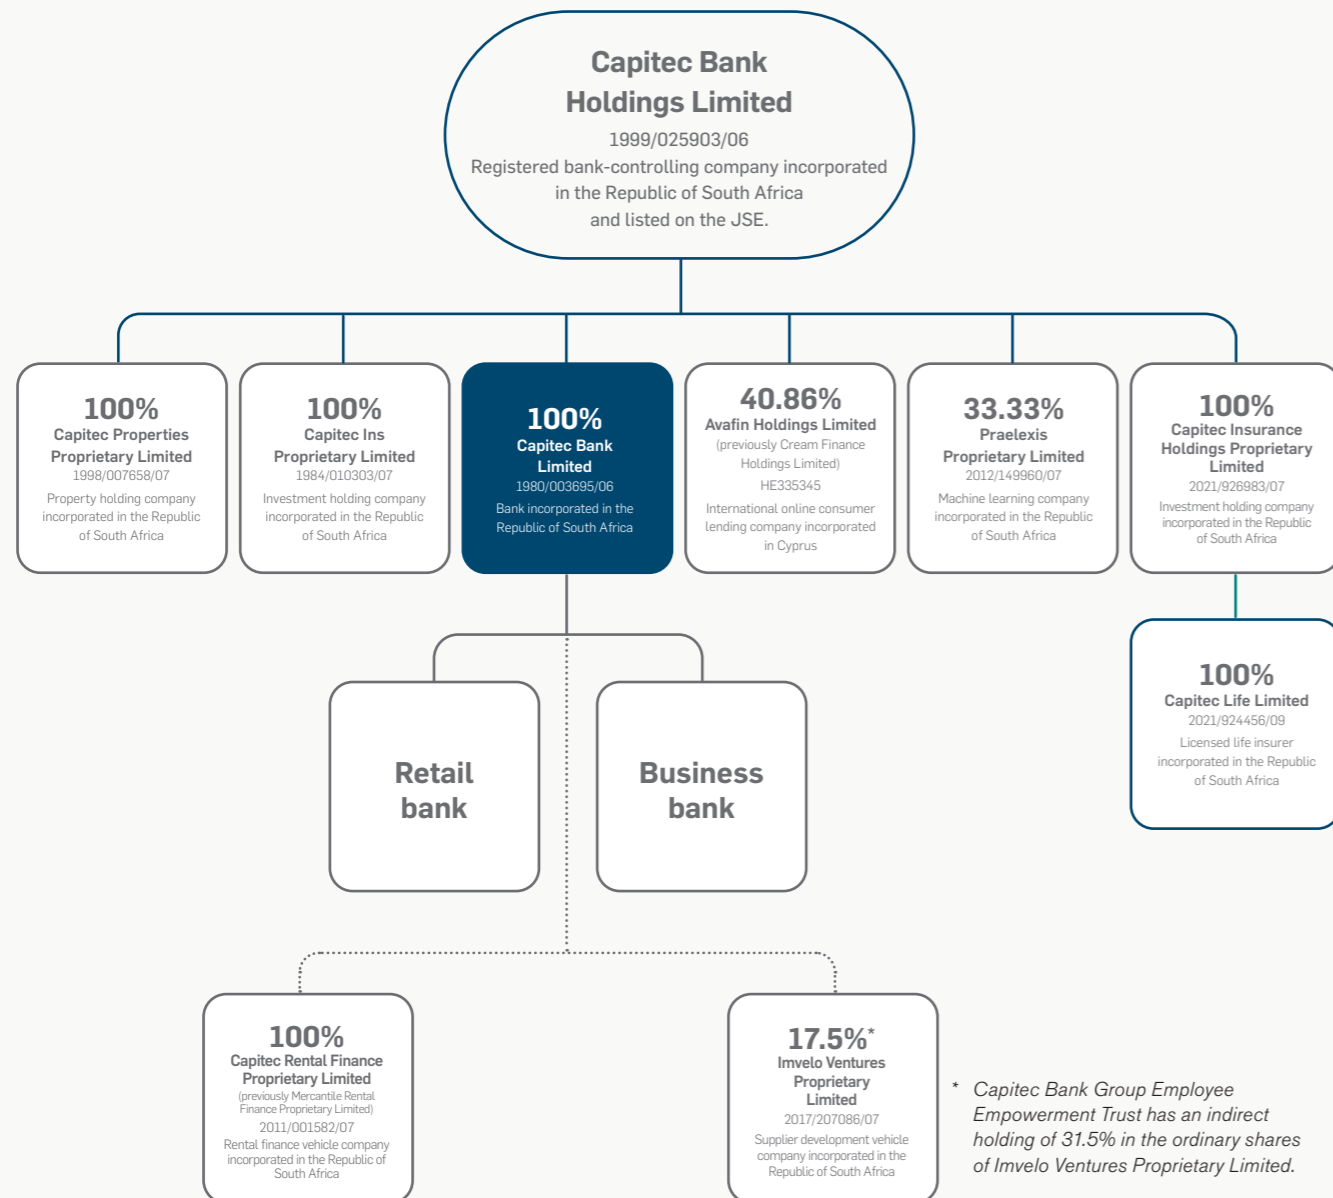 Capitec Bank
Holdings Limited
1999/025903/06
Registered bank-controlling company incorporated
in the Republic of South Africa
and listed on the JSE.
100%
Capitec Properties
Proprietary Limited
1998/007658/07
Property holding company
incorporated in the Republic
of South Africa
100%
Capitec Ins
Proprietary Limited
1984/010303/07
Investment holding company
incorporated in the Republic
of South Africa
100%
Capitec Bank
Limited
1980/003695/06
Bank incorporated in the
Republic of South Africa
40.86%
Avafin Holdings Limited
(previously Cream Finance
Holdings Limited)
HE335345
International online consumer
lending company incorporated
in Cyprus
33.33%
Praelexis
Proprietary Limited
2012/149960/07
Machine learning company
incorporated in the Republic
of South Africa
100%
Capitec Insurance
Holdings Proprietary
Limited
2021/926983/07
Investment holding company
incorporated in the Republic
of South Africa
100%
Capitec Life Limited
2021/924456/09
Licensed life insurer
incorporated in the Republic
of South Africa
Retail
bank
Business
bank
100%
Capitec Rental Finance
Proprietary Limited
(previously Mercantile Rental
Finance Proprietary Limited)
2011/001582/07
Rental finance vehicle company
incorporated in the Republic of
South Africa
17.5%*
Imvelo Ventures
Proprietary
Limited
2017/207086/07
Supplier development vehicle
company incorporated in the
Republic of South Africa
* Capitec Bank Group Employee
Empowerment Trust has an indirect
holding of 31.5% in the ordinary shares
of Imvelo Ventures Proprietary Limited.